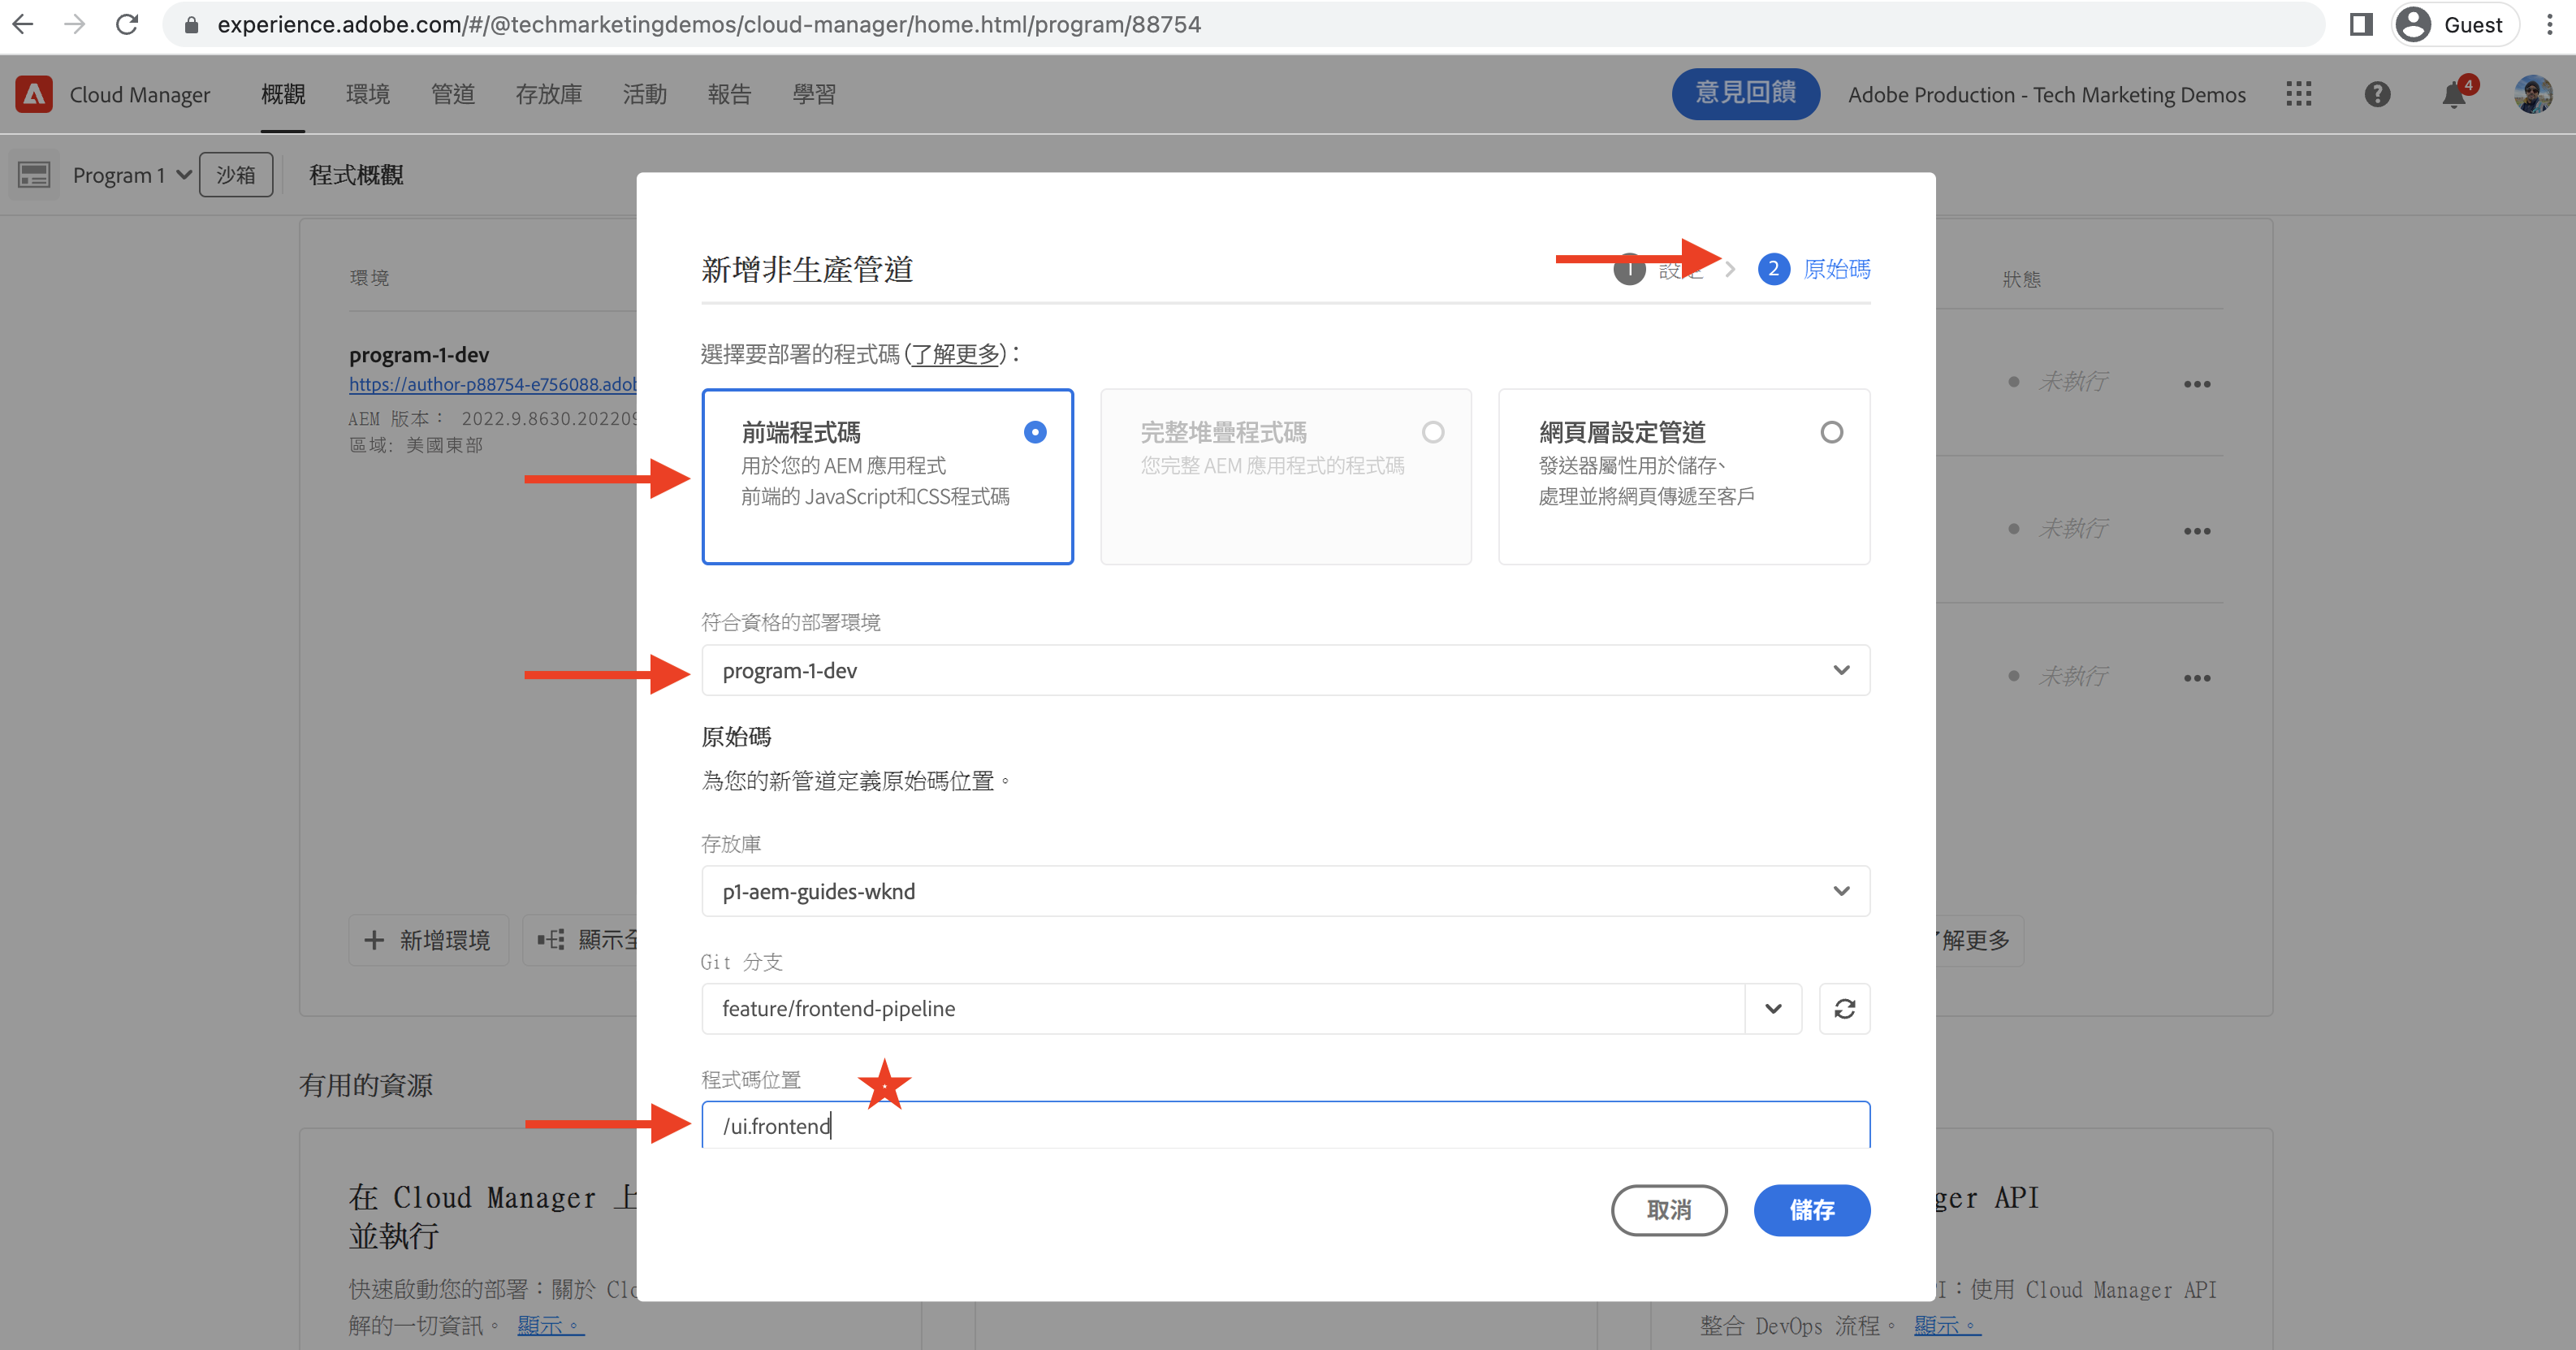 experience.adobe.com/#/@techmarketingdemos/cloud-manager/home.html/program/88754
Guest
Cloud Manager
概觀
環境
管道
存放庫
活動
報告
學習
意見回饋
Adobe Production - Tech Marketing Demos
4
Program 1
沙箱
程式概觀
環境
狀態
program-1-dev
https://author-p88754-e756088.adob
AEM 版本： 2022.9.8630.202209
區域: 美國東部
未執行
未執行
未執行
新增環境
顯示全
了解更多
有用的資源
在 Cloud Manager 上
並執行
快速啟動您的部署：關於 Clo
解的一切資訊。 顯示。
ger API
I：使用 Cloud Manager API
整合 DevOps 流程。 顯示。
新增非生產管道
1
2 原始碼
選擇要部署的程式碼(了解更多)：
前端程式碼
用於您的 AEM 應用程式
前端的 JavaScript和CSS程式碼
完整堆疊程式碼
您完整 AEM 應用程式的程式碼
網頁層設定管道
發送器屬性用於儲存、
處理並將網頁傳遞至客戶
符合資格的部署環境
program-1-dev
原始碼
為您的新管道定義原始碼位置。
存放庫
p1-aem-guides-wknd
Git 分支
feature/frontend-pipeline
程式碼位置
/ui.frontend
取消
儲存